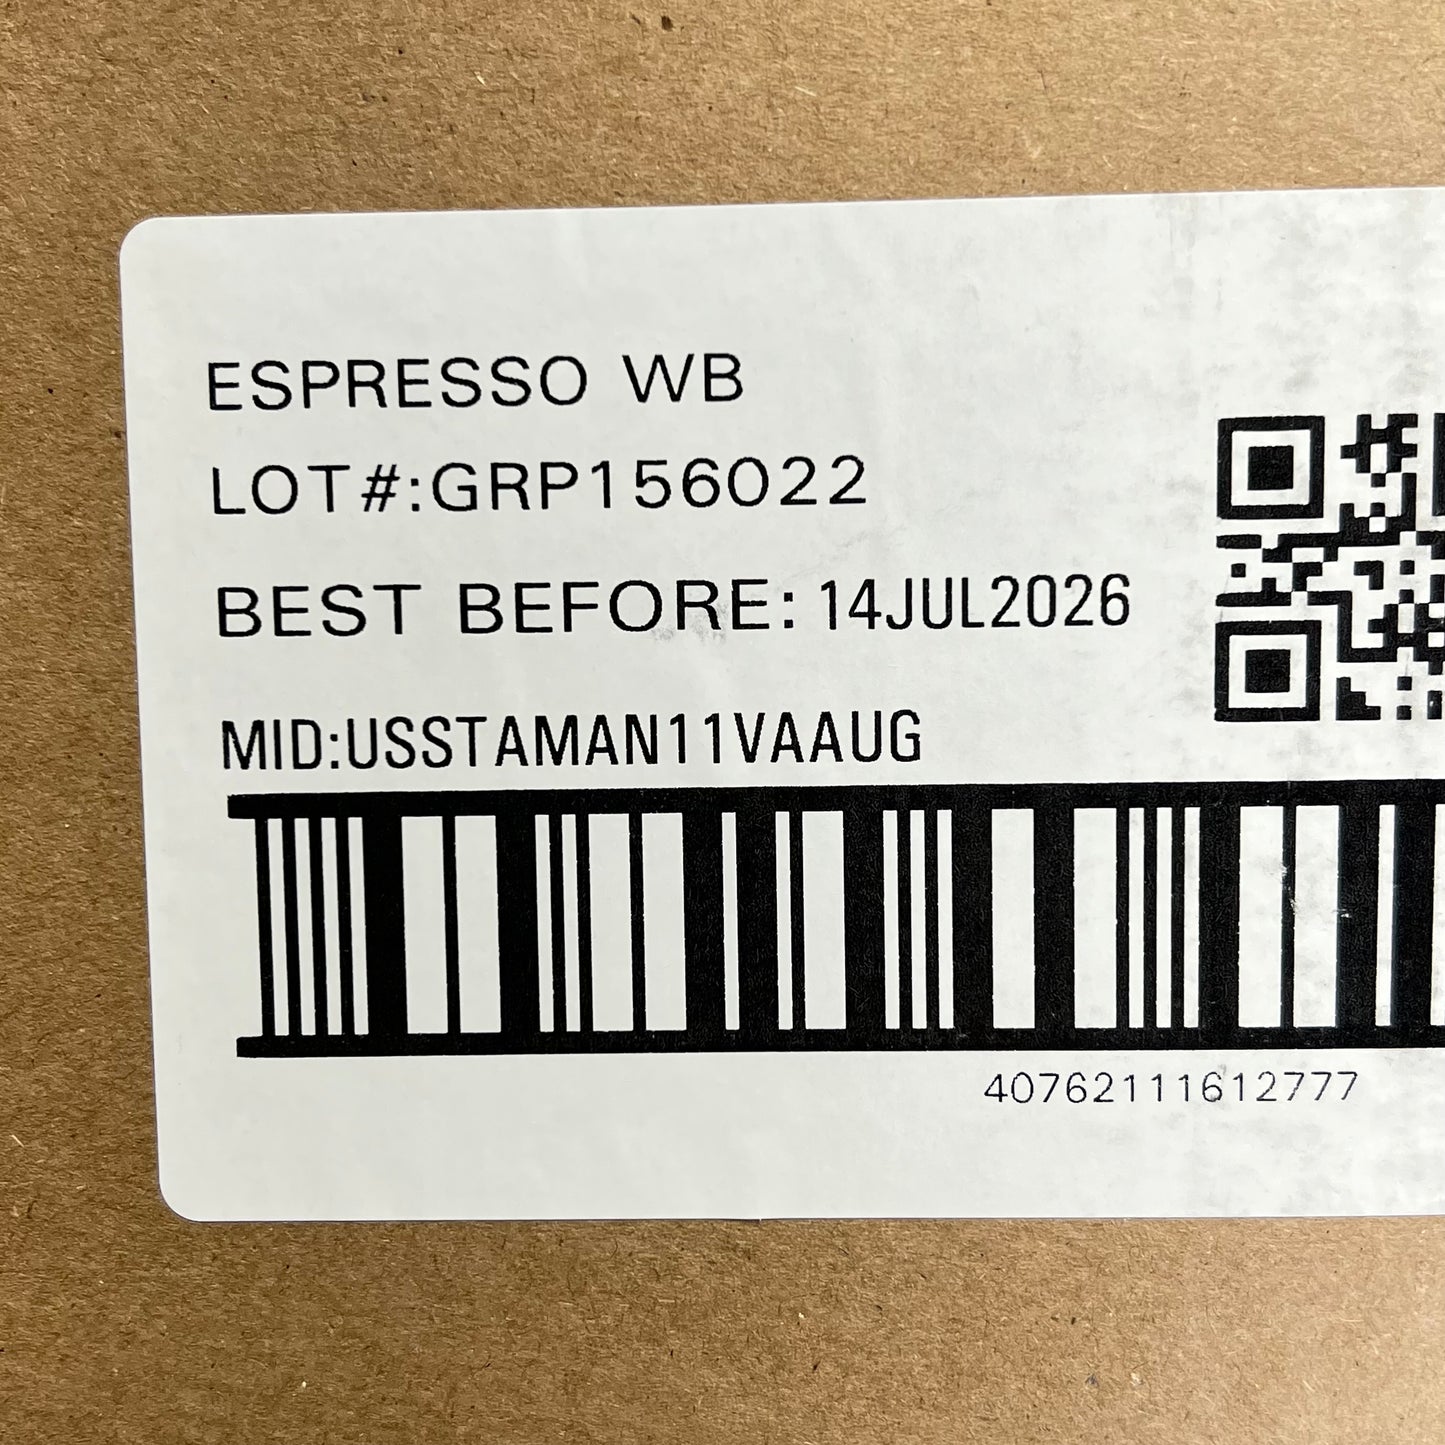 ESPRESSO WB
LOT#:GRP156022
BEST BEFORE: 14JUL2026
MID:USSTAMAN11VAAUG
40762111612777